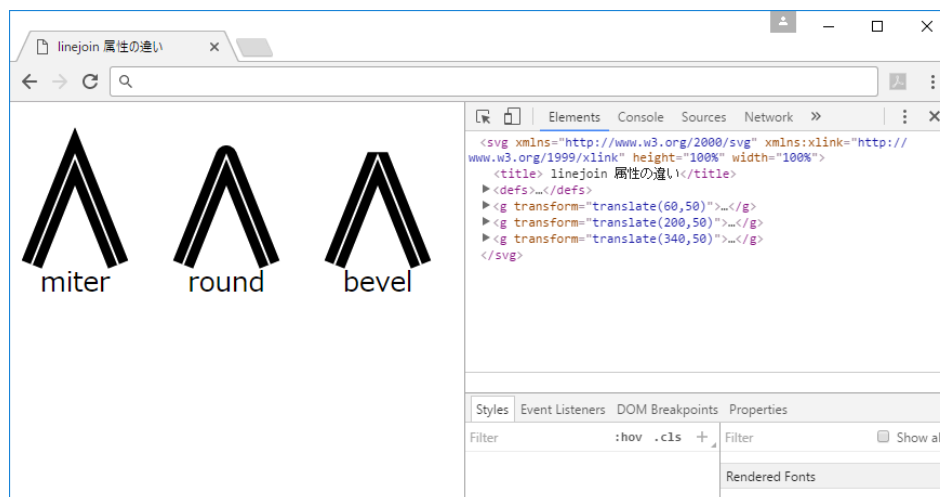 linejoin 属性の違い
miter round bevel
Elements Console Sources Network
<svg xmlns="http://www.w3.org/2000/svg" xmlns:xlink="http://
www.w3.org/1999/xlink" height="100%" width="100%">
<title> linejoin 属性の違い</title>
<defs>…</defs>
<g transform="translate(60,50)">…</g>
<g transform="translate(200,50)">…</g>
<g transform="translate(340,50)">…</g>
</svg>
Styles Event Listeners DOM Breakpoints Properties
Filter :hov .cls + Filter Show al
Rendered Fonts